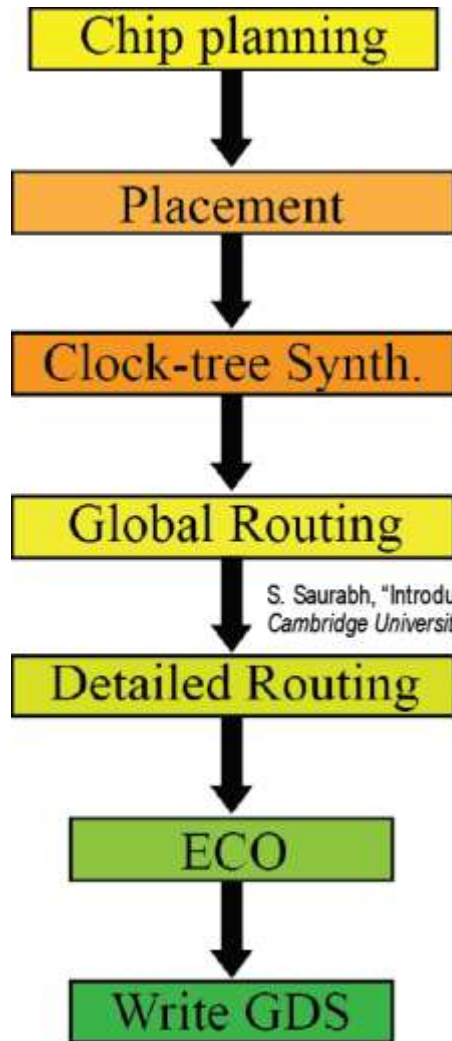 Chip planning
Placement
Clock-tree Synth.
Global Routing
S. Saurabh, “Introdu
Cambridge Universit
Detailed Routing
ECO
Write GDS